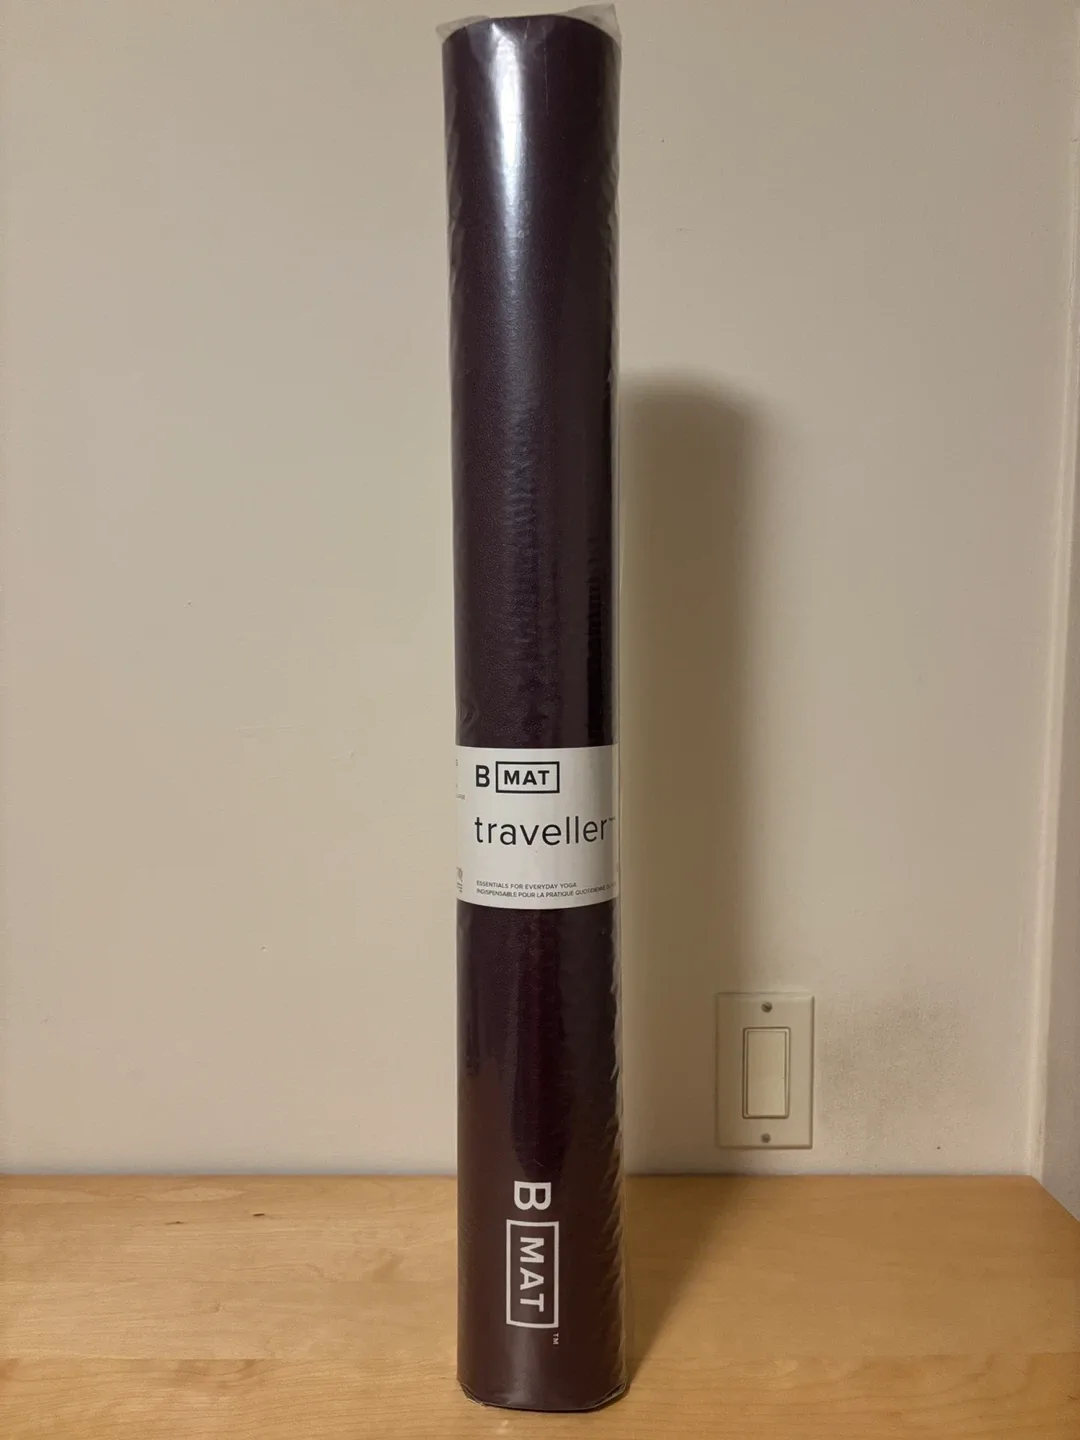 B MAT
traveller™
ESSENTIALS FOR EVERYDAY YOGA
INDISPENSABLE POUR LA PRATIQUE QUOTIDIENNE
B MAT™